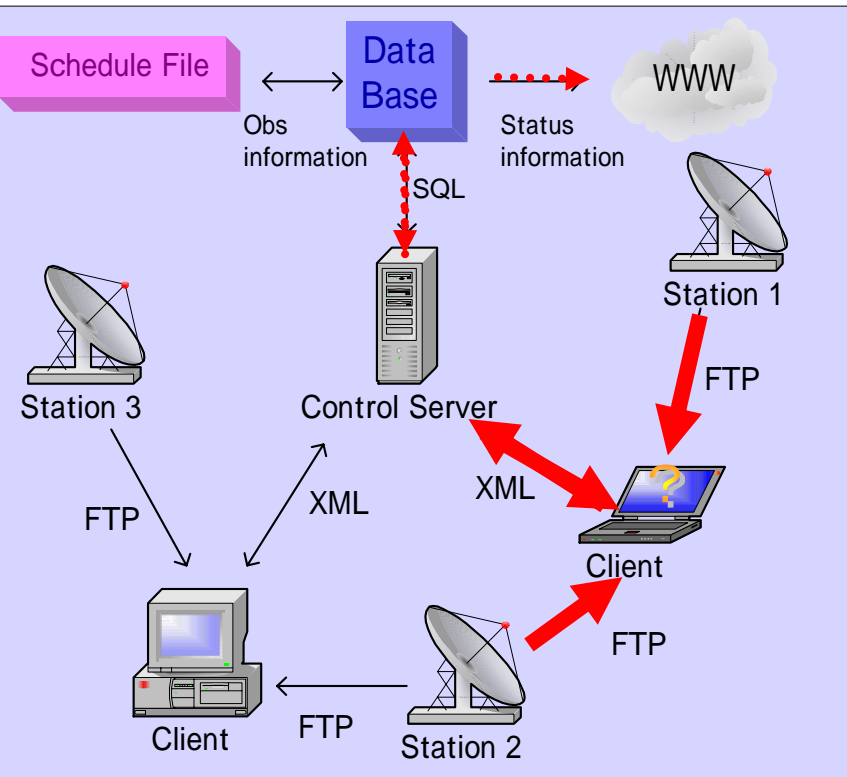 Schedule File
Data
Base
WWW
Obs
information
Status
information
SQL
Station 1
Station 3
Control Server
FTP
XML
XML
FTP
Client
FTP
FTP
Client
Station 2